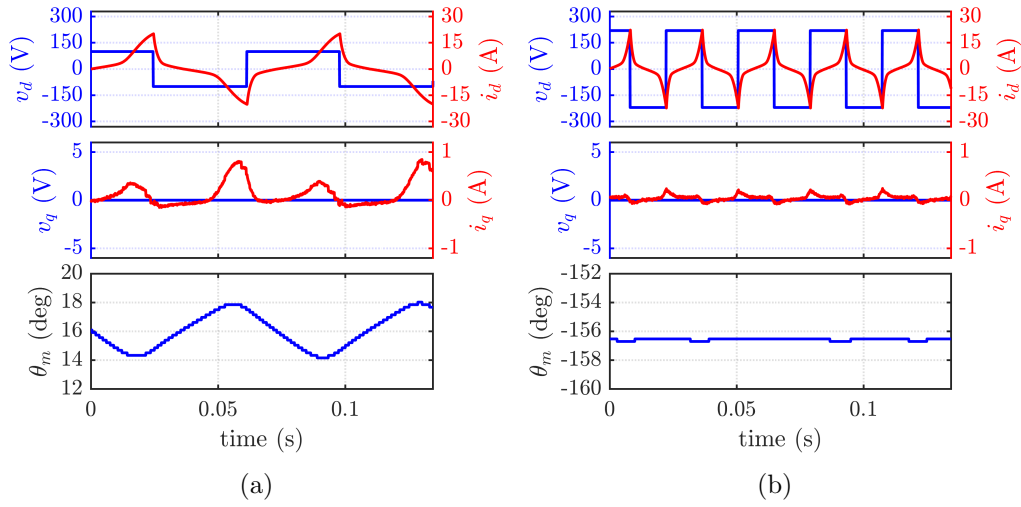 300
150
0
-150
-300
v_d (V)
30
15
0
-15
-30
i_d (A)
5
0
-5
v_q (V)
1
0
-1
i_q (A)
20
18
16
14
12
θ_m (deg)
0 0.05 0.1
time (s)
(a)
300
150
0
-150
-300
v_d (V)
30
15
0
-15
-30
i_d (A)
5
0
-5
v_q (V)
1
0
-1
i_q (A)
-152
-154
-156
-158
-160
θ_m (deg)
0 0.05 0.1
time (s)
(b)